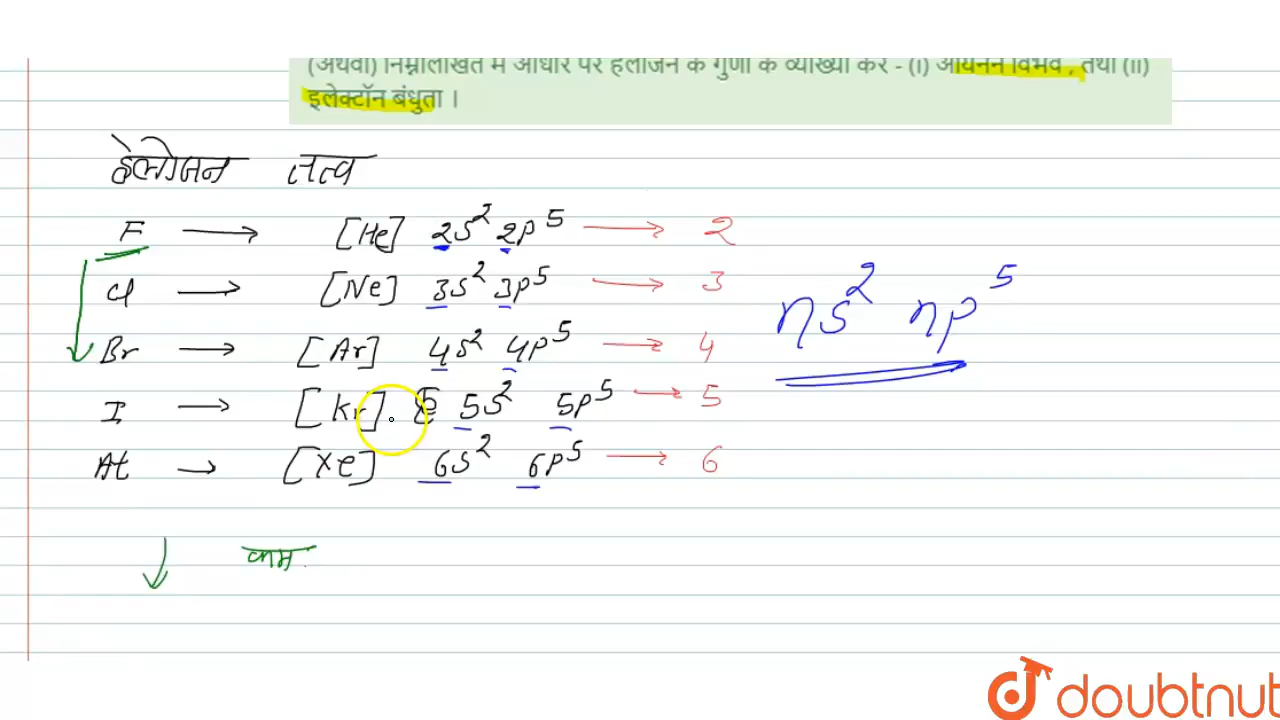 (अथवा) निम्नलिखित में आधार पर हैलोजन के गुणों के व्याख्या करें - (i) आयनन विभव , तथा (ii)
इलेक्टॉन बंधुता ।
हैलोजन तत्व
F → [He] 2s² 2p⁵ → 2
Cl → [Ne] 3s² 3p⁵ → 3
ns² np⁵
Br → [Ar] 4s² 4p⁵ → 4
I → [Kr] 5s² 5p⁵ → 5
At → [Xe] 6s² 6p⁵ → 6
↓ कम
doubtnut